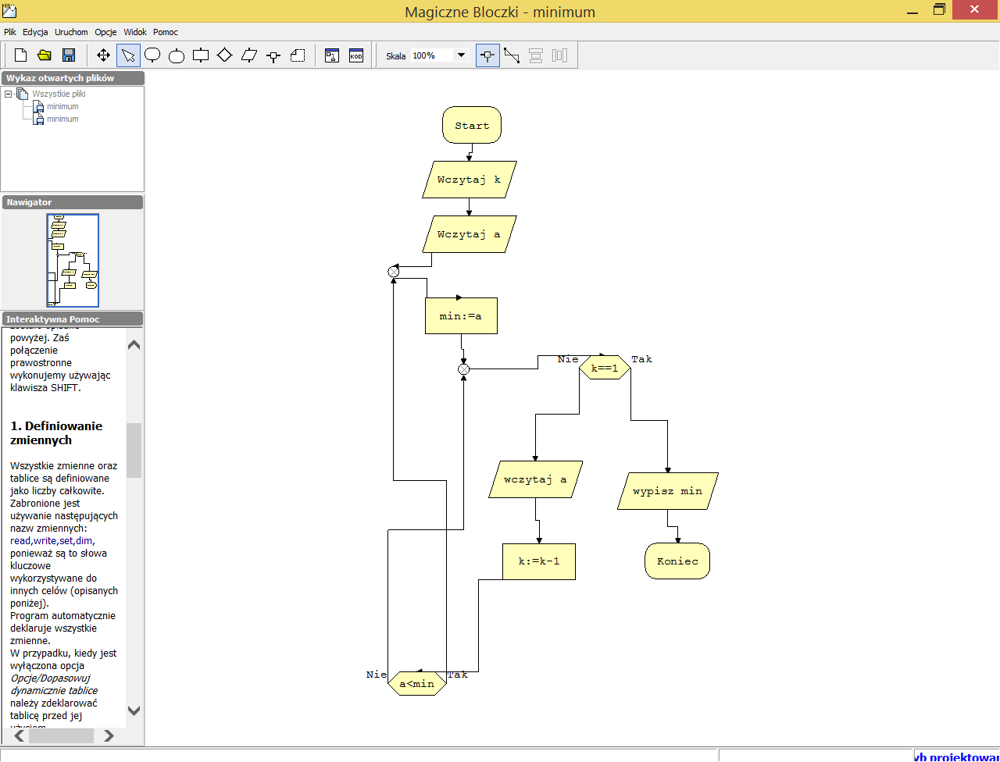 Magiczne Bloczki - minimum
Plik Edycja Uruchom Opcje Widok Pomoc
KOD
Skala 100%
Wykaz otwartych plików
Wszystkie pliki
minimum
minimum
Nawigator
Interaktywna Pomoc
powyżej. Zaś
połączenie
prawostronne
wykonujemy używając
klawisza SHIFT.
1. Definiowanie
zmiennych
Wszystkie zmienne oraz
tablice są definiowane
jako liczby całkowite.
Zabronione jest
używanie następujących
nazw zmiennych:
read,write,set,dim,
ponieważ są to słowa
kluczowe
wykorzystywane do
innych celów (opisanych
poniżej).
Program automatycznie
deklaruje wszystkie
zmienne.
W przypadku, kiedy jest
wyłączona opcja
Opcje/Dopasowuj
dynamicznie tablice
należy zdeklarować
tablicę przed jej
Start
Wczytaj k
Wczytaj a
min:=a
Nie k==1 Tak
wczytaj a
wypisz min
k:=k-1
Koniec
Nie a<min Tak